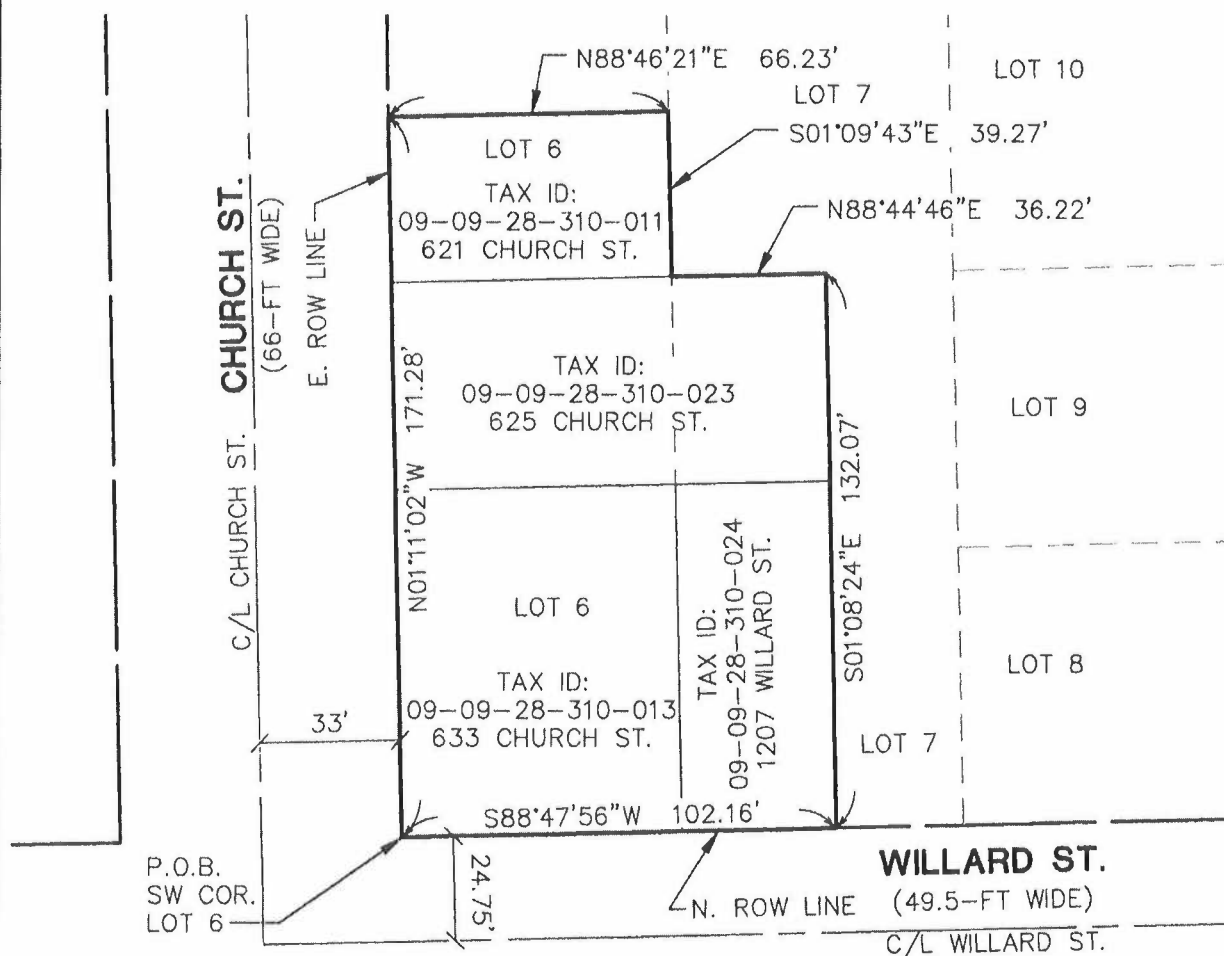 N88°46'21"E 66.23'
LOT 7
LOT 10
S01°09'43"E 39.27'
LOT 6
TAX ID:
09-09-28-310-011
621 CHURCH ST.
N88°44'46"E 36.22'
CHURCH ST.
(66-FT WIDE)
E. ROW LINE
C/L CHURCH ST.
N01°11'02"W 171.28'
TAX ID:
09-09-28-310-023
625 CHURCH ST.
LOT 9
S01°08'24"E 132.07'
LOT 6
TAX ID:
09-09-28-310-013
633 CHURCH ST.
TAX ID:
09-09-28-310-024
1207 WILLARD ST.
LOT 8
LOT 7
33'
S88°47'56"W 102.16'
P.O.B.
SW COR.
LOT 6
24.75'
N. ROW LINE
WILLARD ST.
(49.5-FT WIDE)
C/L WILLARD ST.